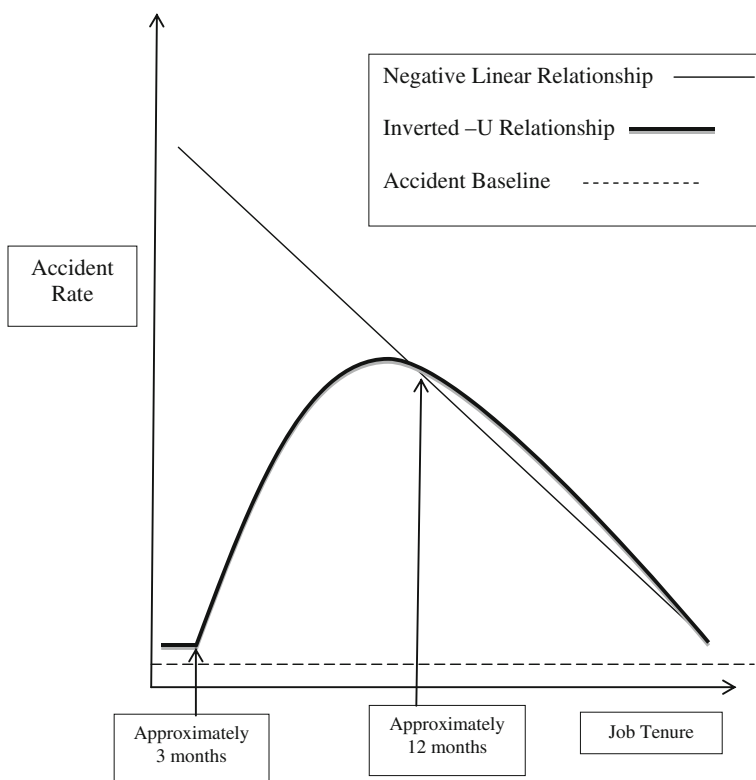 Negative Linear Relationship
Inverted –U Relationship
Accident Baseline
Accident
Rate
Approximately
3 months
Approximately
12 months
Job Tenure